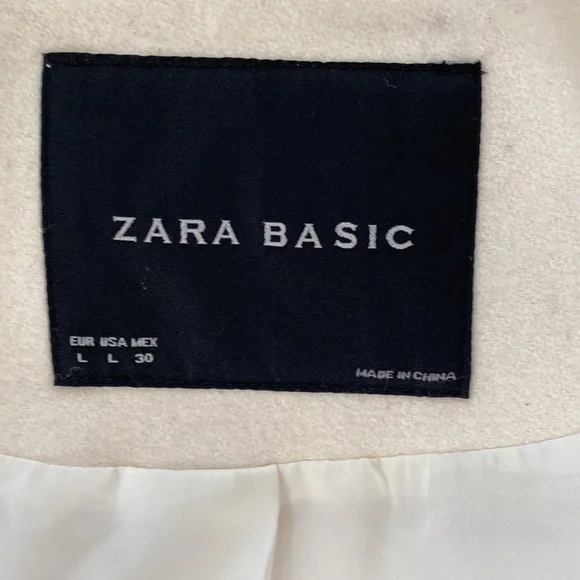 ZARA BASIC
EUR USA MEX
L L 30
MADE IN CHINA